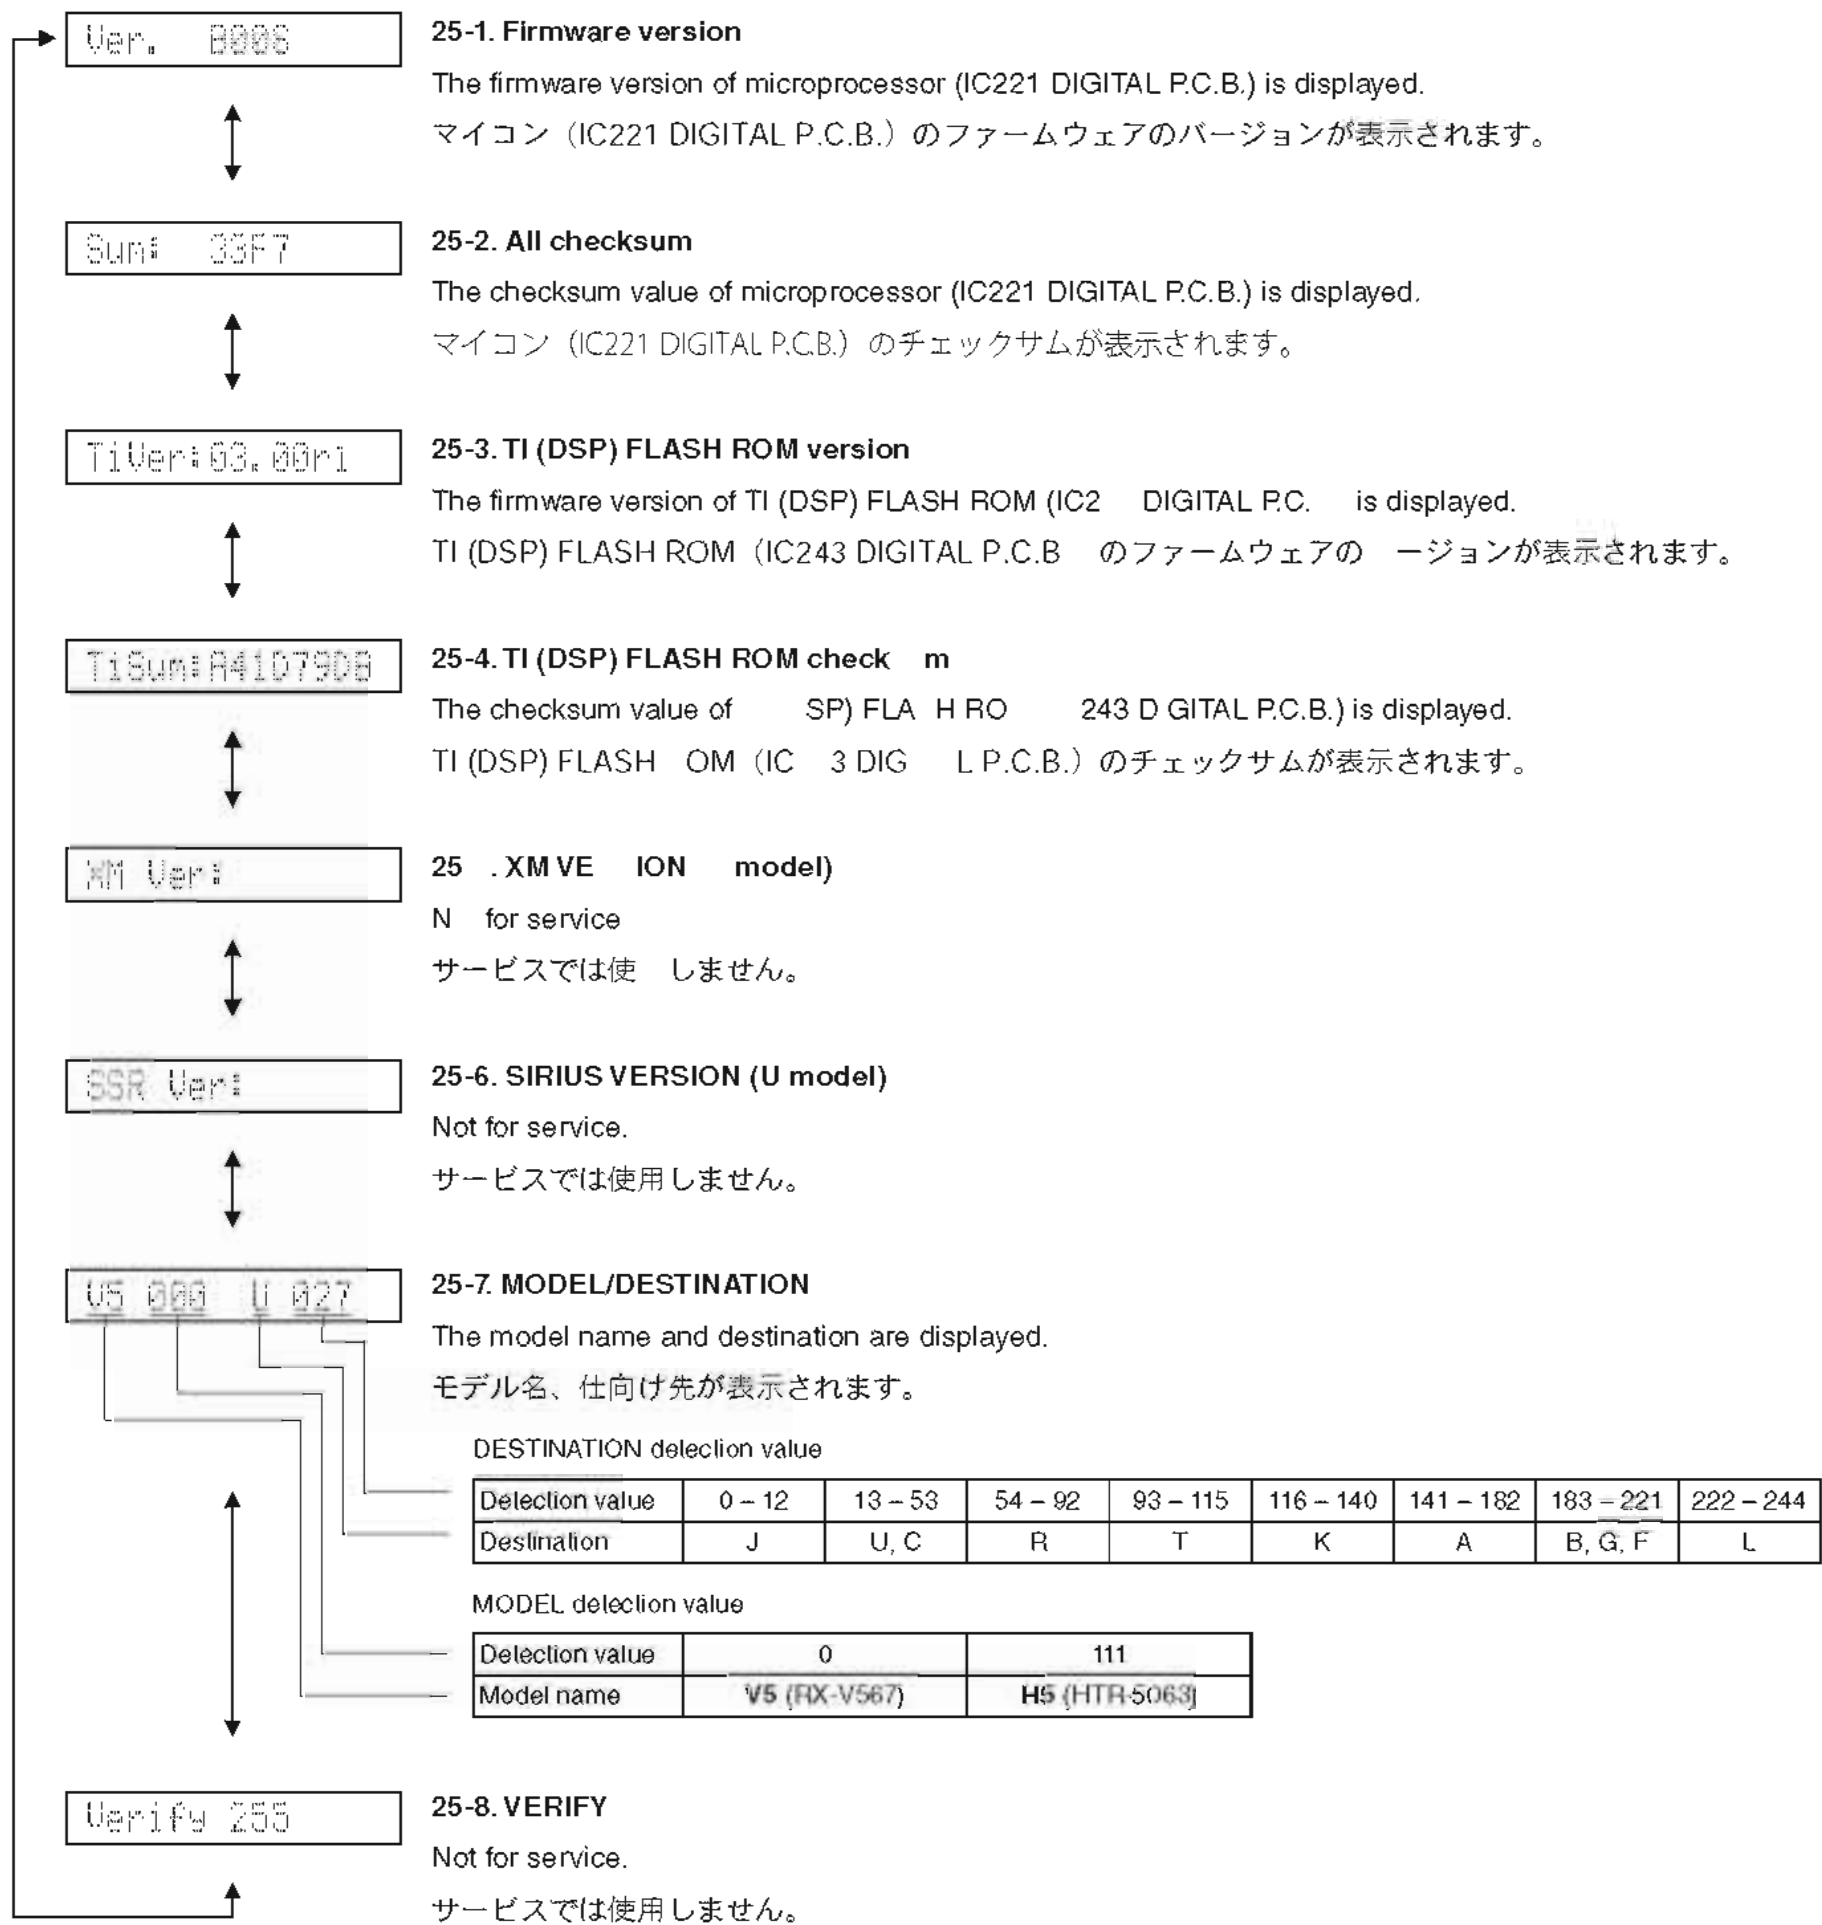 Ver.
25-1. Firmware version
The firmware version of microprocessor (IC221 DIGITAL P.C.B.) is displayed.
マイコン（IC221 DIGITAL P.C.B.）のファームウェアのバージョンが表示されます。
Sum: 33F7
25-2. All checksum
The checksum value of microprocessor (IC221 DIGITAL P.C.B.) is displayed.
マイコン（IC221 DIGITAL P.C.B.）のチェックサムが表示されます。
25-3. TI (DSP) FLASH ROM version
The firmware version of TI (DSP) FLASH ROM (IC2 DIGITAL P.C. is displayed.
TI (DSP) FLASH ROM（IC243 DIGITAL P.C.B のファームウェアの ージョンが表示されます。
TiSum:A41D79DB
25-4. TI (DSP) FLASH ROM check m
The checksum value of SP) FLA H RO 243 D GITAL P.C.B.) is displayed.
TI (DSP) FLASH OM（IC 3 DIG L P.C.B.）のチェックサムが表示されます。
XM Ver:
25 . XM VE ION model)
N for service
サービスでは使 しません。
SSR Ver:
25-6. SIRIUS VERSION (U model)
Not for service.
サービスでは使用しません。
V5 000 U 027
25-7. MODEL/DESTINATION
The model name and destination are displayed.
モデル名、仕向け先が表示されます。
DESTINATION detection value
Detection value 0 – 12 13 – 53 54 – 92 93 – 115 116 – 140 141 – 182 183 – 221 222 – 244
Destination J U, C R T K A B, G, F L
MODEL detection value
Detection value 0 111
Model name V5 (RX-V567) H5 (HTR-5063)
Verify 255
25-8. VERIFY
Not for service.
サービスでは使用しません。